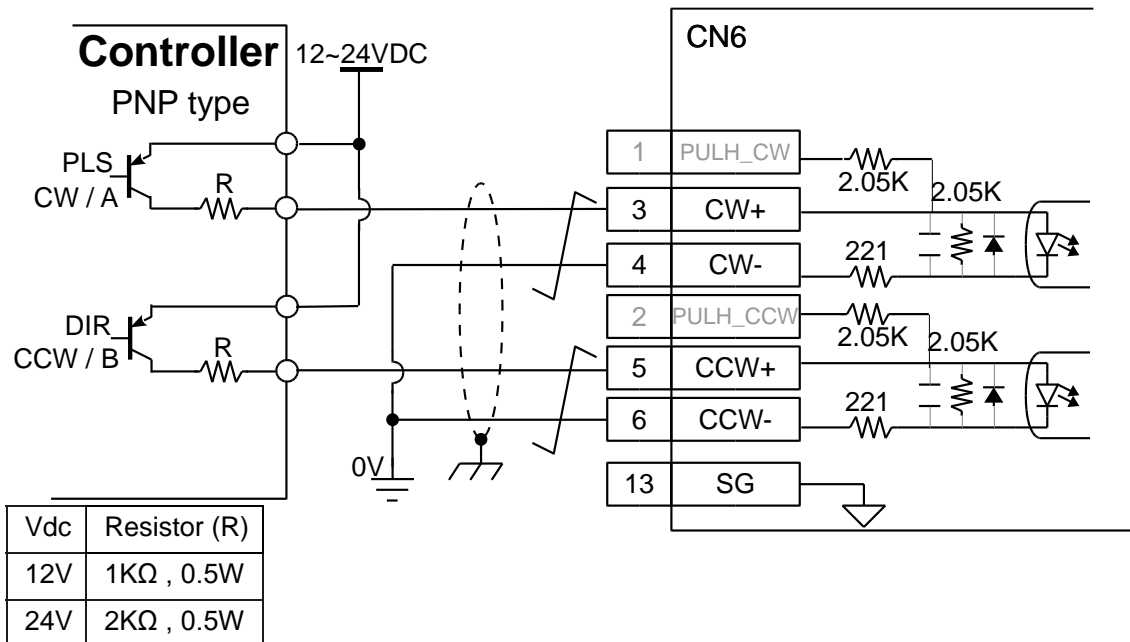 Controller
PNP type
12~24VDC
PLS
CW / A
R
DIR
CCW / B
R
0V
CN6
1 PULH_CW
2.05K
2.05K
3 CW+
4 CW-
221
2 PULH_CCW
2.05K
2.05K
5 CCW+
6 CCW-
221
13 SG
Vdc Resistor (R)
12V 1KΩ , 0.5W
24V 2KΩ , 0.5W